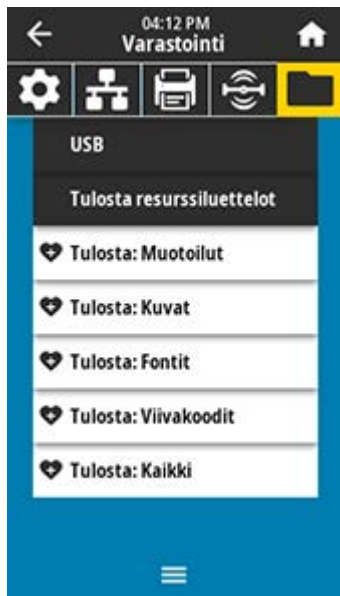 04:12 PM
Varastointi
USB
Tulosta resurssiluettelot
Tulosta: Muotoilut
Tulosta: Kuvat
Tulosta: Fontit
Tulosta: Viivakoodit
Tulosta: Kaikki